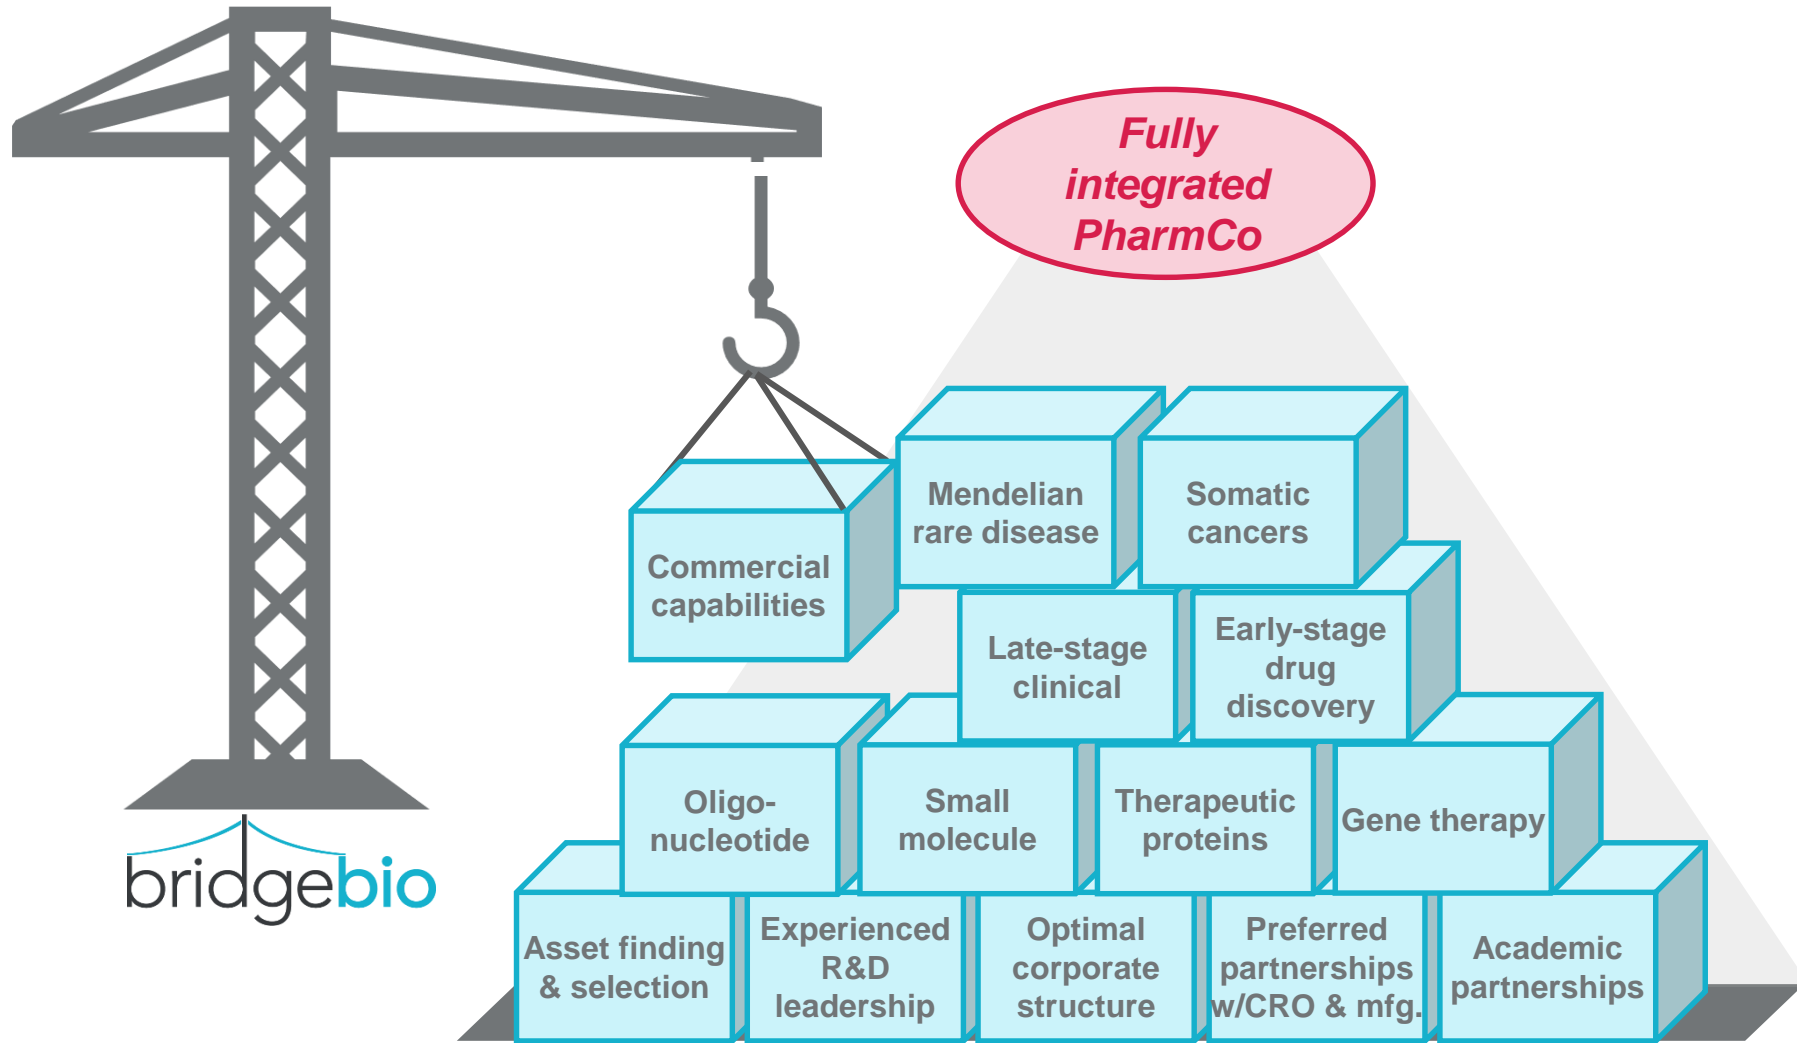 Fully
integrated
PharmCo
Mendelian
rare disease
Somatic
cancers
Commercial
capabilities
Late-stage
clinical
Early-stage
drug
discovery
Oligo-
nucleotide
Small
molecule
Therapeutic
proteins
Gene therapy
bridgebio
Asset finding
& selection
Experienced
R&D
leadership
Optimal
corporate
structure
Preferred
partnerships
w/CRO & mfg.
Academic
partnerships